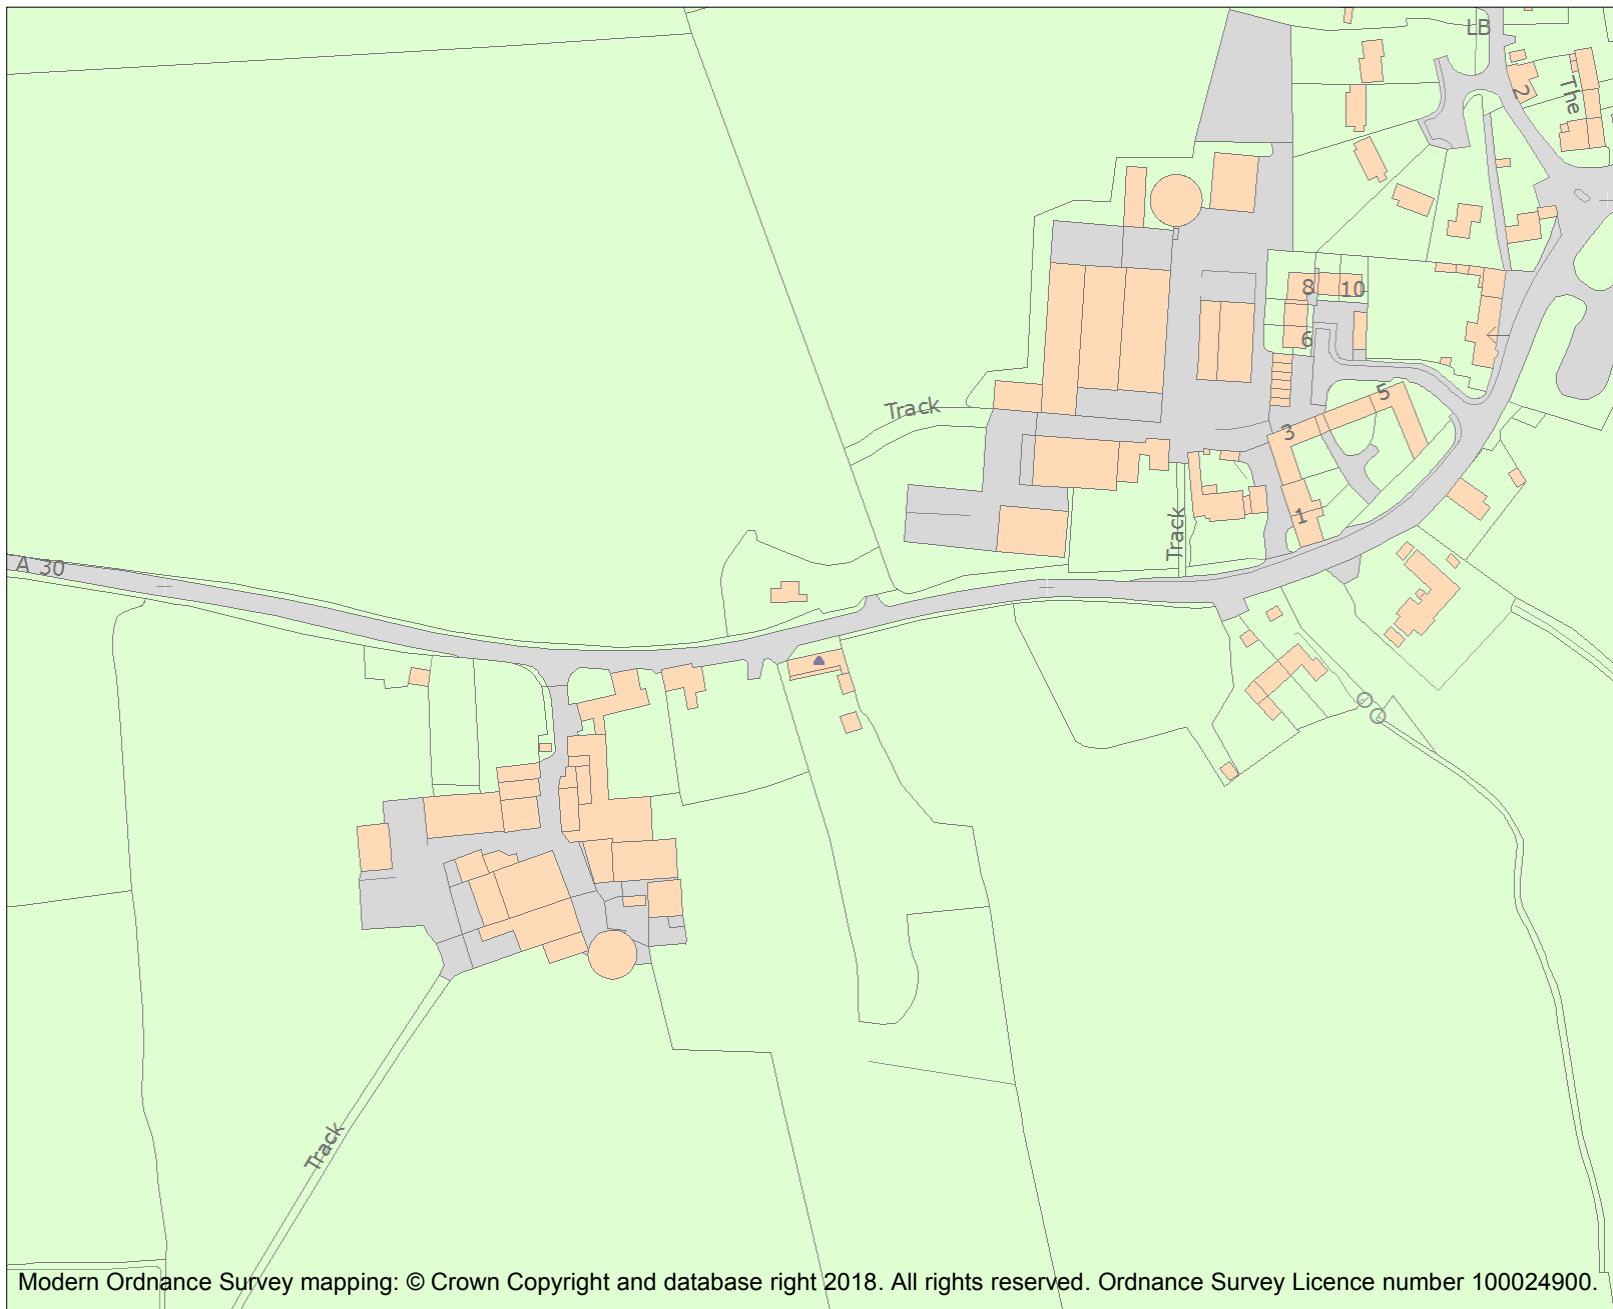 LB
2
The
8
10
6
Track
5
3
Track
1
A 30
Track
Modern Ordnance Survey mapping: © Crown Copyright and database right 2018. All rights reserved. Ordnance Survey Licence number 100024900.